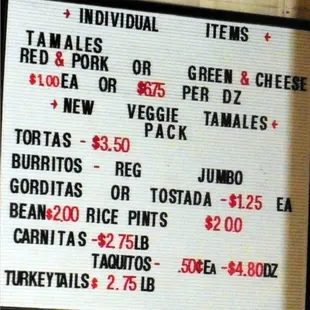 → INDIVIDUAL ITEMS ←
TAMALES
RED & PORK OR GREEN & CHEESE
$1.00EA OR $6.75 PER DZ
→ NEW VEGGIE TAMALES←
PACK
TORTAS - $3.50
BURRITOS - REG JUMBO
GORDITAS OR TOSTADA -$1.25 EA
BEAN$2.00 RICE PINTS $2.00
CARNITAS -$2.75LB
TAQUITOS- .50¢EA -$4.80DZ
TURKEYTAILS$ 2.75 LB